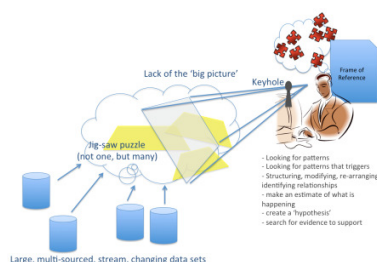 Lack of the 'big picture'
Keyhole
Frame of
Reference
Jig-saw puzzle
(not one, but many)
- Looking for patterns
- Looking for patterns that triggers
- Structuring, modifying, re-arranging
identifying relationships
- make an estimate of what is
happening
- create a 'hypothesis'
- search for evidence to support
Large, multi-sourced, stream, changing data sets